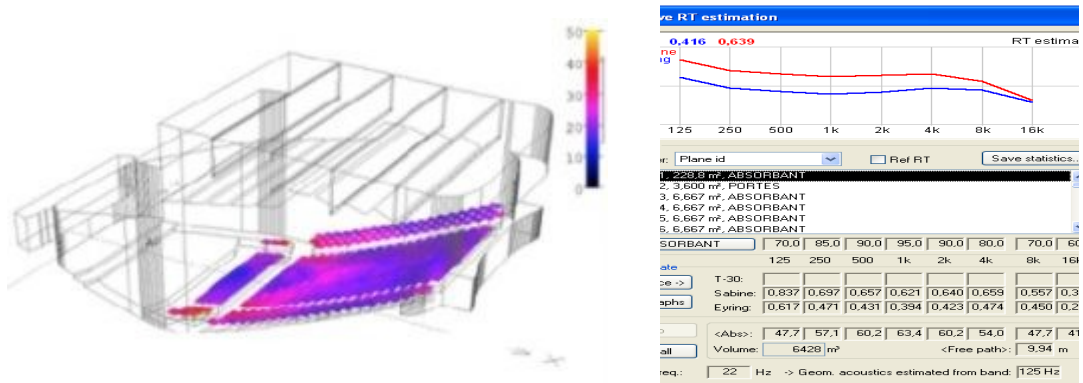 50
40
30
20
10
0
ve RT estimation
0,416 0,639
RT estima
ne
ng
125 250 500 1k 2k 4k 8k 16k
r: Plane id Ref RT Save statistics...
1, 228,8 m², ABSORBANT
2, 3,600 m², PORTES
3, 6,667 m², ABSORBANT
4, 6,667 m², ABSORBANT
5, 6,667 m², ABSORBANT
6, 6,667 m², ABSORBANT
SORBANT 70,0 85,0 90,0 95,0 90,0 80,0 70,0 60
125 250 500 1k 2k 4k 8k 16k
ate
ce -> T-30:
Sabine: 0,837 0,697 0,657 0,621 0,640 0,659 0,557 0,3
aphs Eyring: 0,617 0,471 0,431 0,394 0,423 0,474 0,450 0,2
<Abs>: 47,7 57,1 60,2 63,4 60,2 54,0 47,7 41
all Volume: 6428 m³ <Free path>: 9,94 m
req.: 22 Hz -> Geom. acoustics estimated from band: 125 Hz